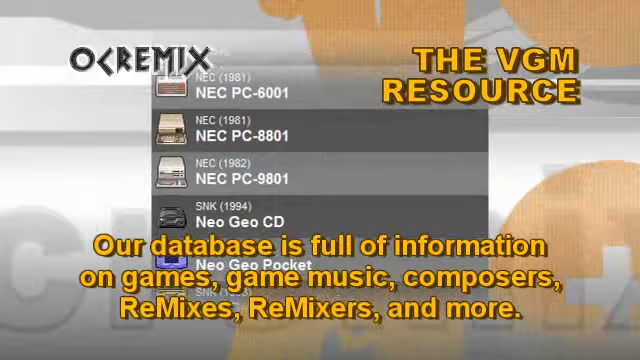 OCREMIX
THE VGM
RESOURCE
NEC (1981)
NEC PC-6001
NEC (1981)
NEC PC-8801
NEC (1982)
NEC PC-9801
SNK (1994)
Neo Geo CD
Neo Geo Pocket
Our database is full of information
on games, game music, composers,
ReMixes, ReMixers, and more.